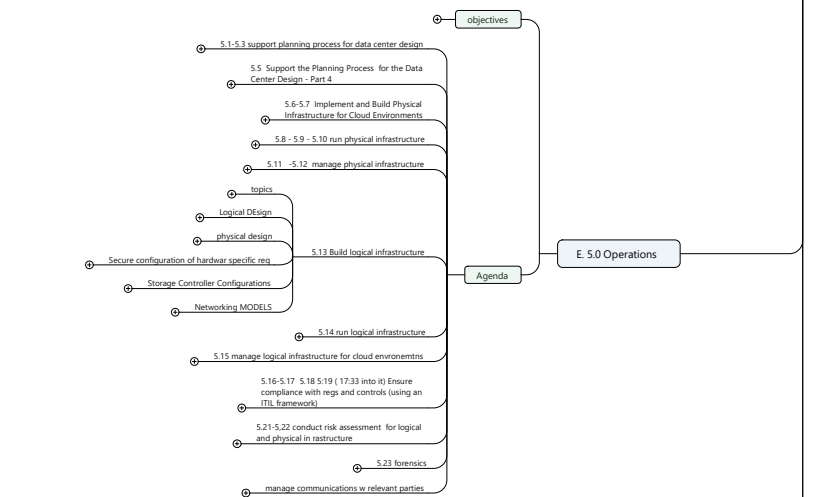 objectives
5.1-5.3 support planning process for data center design
5.5 Support the Planning Process for the Data
Center Design - Part 4
5.6-5.7 Implement and Build Physical
Infrastructure for Cloud Environments
5.8 - 5.9 - 5.10 run physical infrastructure
5.11 -5.12 manage physical infrastructure
topics
Logical DEsign
physical design
Secure configuration of hardwar specific req
Storage Controller Configurations
Networking MODELS
5.13 Build logical infrastructure
Agenda
E. 5.0 Operations
5.14 run logical infrastructure
5.15 manage logical infrastructure for cloud envronemtns
5.16-5.17 5.18 5:19 ( 17:33 into it) Ensure
compliance with regs and controls (using an
ITIL framework)
5.21-5,22 conduct risk assessment for logical
and physical in rastructure
5.23 forensics
manage communications w relevant parties